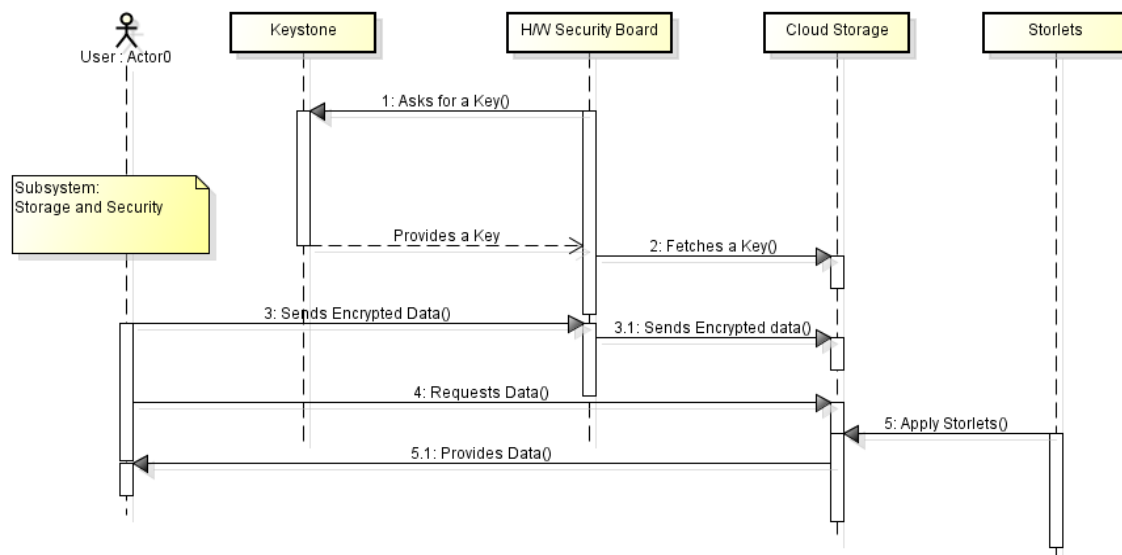 User : Actor0
Keystone
H/W Security Board
Cloud Storage
Storlets
1: Asks for a Key()
Subsystem:
Storage and Security
Provides a Key
2: Fetches a Key()
3: Sends Encrypted Data()
3.1: Sends Encrypted data()
4: Requests Data()
5: Apply Storlets()
5.1: Provides Data()